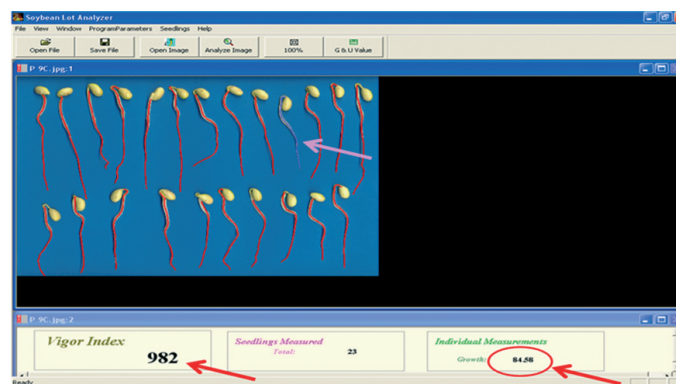 Soybean Lot Analyzer
File View Window ProgramParameters Seedlings Help
Open File Save File Open Image Analyze Image 100% G & U Value
P 9C.jpg:1
P 9C.jpg:2
Vigor Index
982
Seedlings Measured
Total: 23
Individual Measurements
Growth: 84.58
Ready